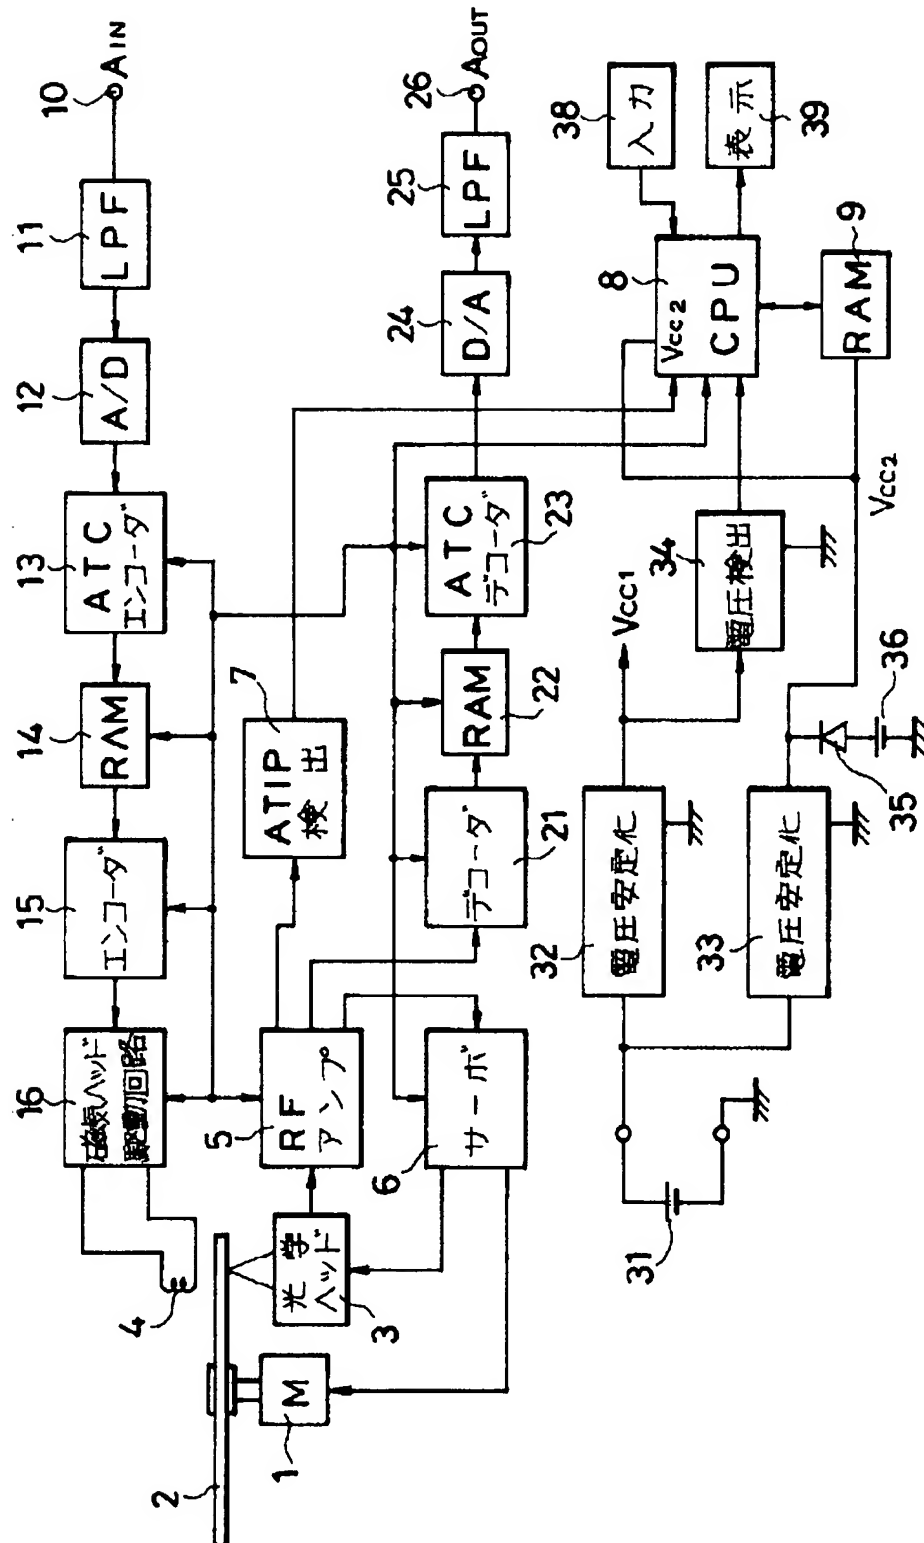 10
AIN
11
LPF
12
A/D
13
ATC
エンコーダ
14
RAM
15
エンコーダ
16
磁気ヘッド
駆動回路
4
2
M
1
光学
ヘッド
3
RF
アンプ
5
ATIP
検出
7
サーボ
6
デコーダ
21
RAM
22
ATC
デコーダ
23
D/A
24
LPF
25
26
AOUT
入力
38
表示
39
VCC2
CPU
8
RAM
9
VCC2
電圧検出
34
VCC1
電圧安定化
32
電圧安定化
33
35
36
31